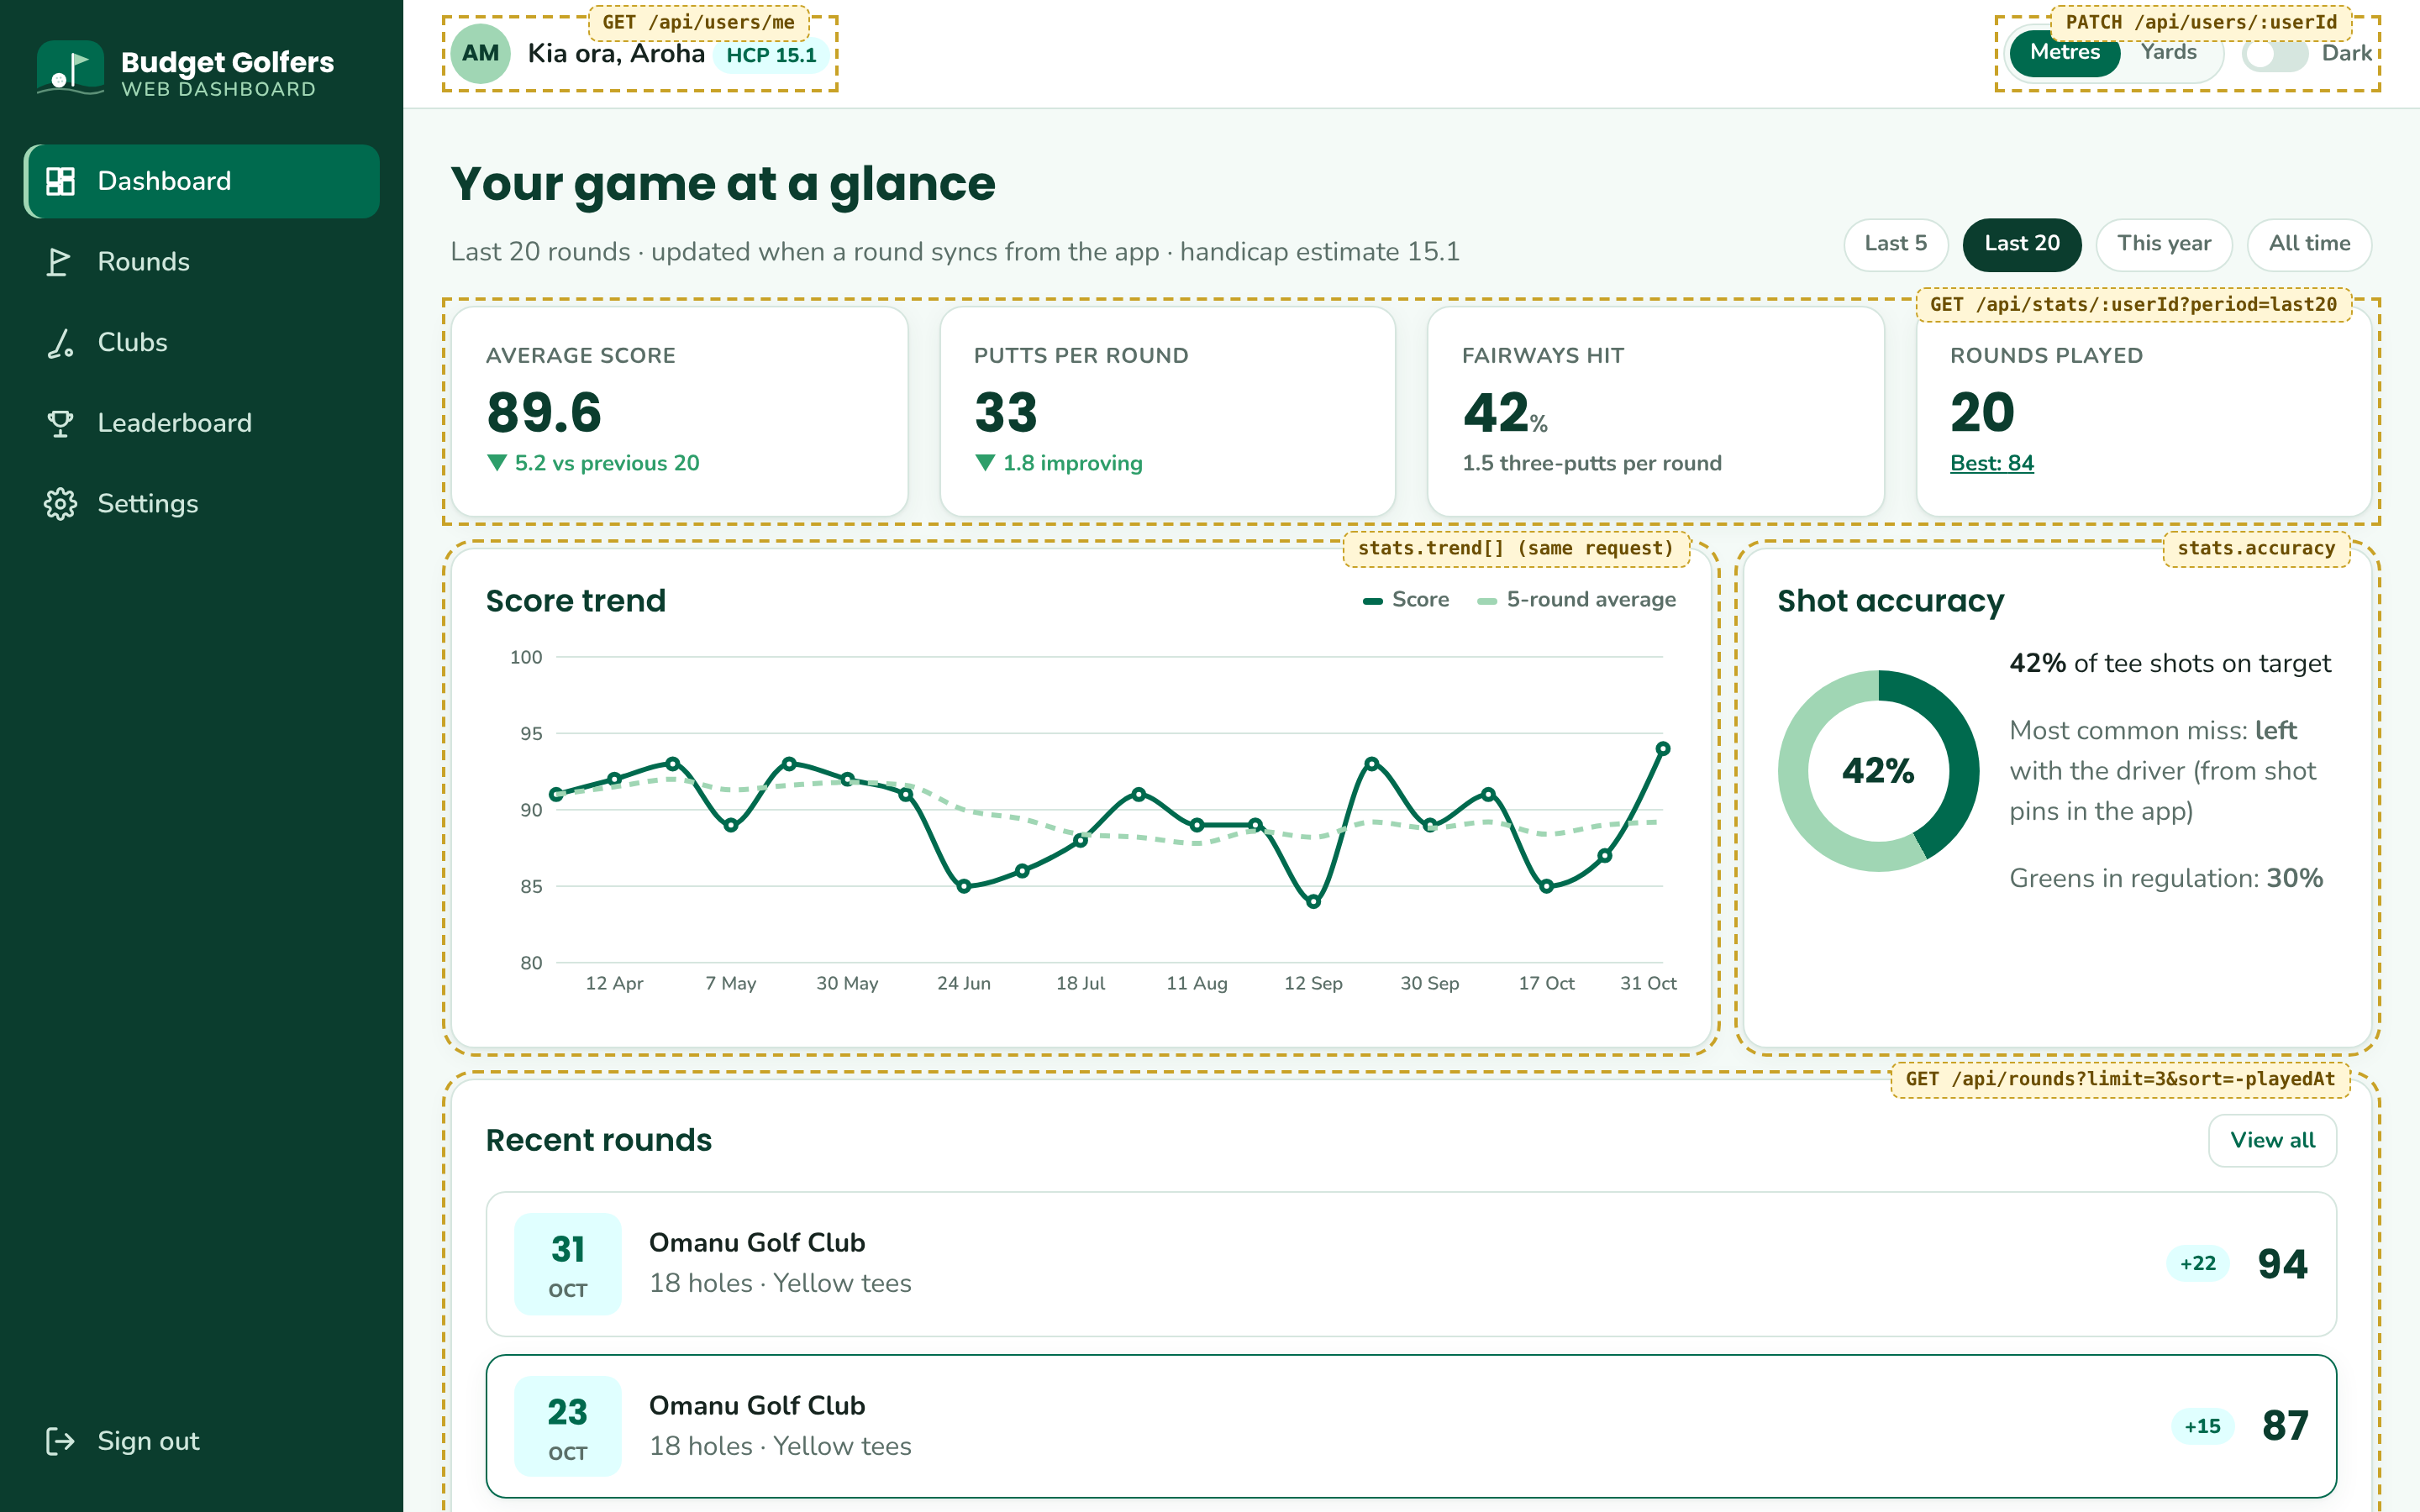 Budget Golfers
WEB DASHBOARD
Dashboard
Rounds
Clubs
Leaderboard
Settings
Sign out
GET /api/users/me
AM
Kia ora, Aroha
HCP 15.1
PATCH /api/users/:userId
Metres
Yards
Dark
Your game at a glance
Last 20 rounds · updated when a round syncs from the app · handicap estimate 15.1
Last 5
Last 20
This year
All time
GET /api/stats/:userId?period=last20
AVERAGE SCORE
89.6
▼ 5.2 vs previous 20
PUTTS PER ROUND
33
▼ 1.8 improving
FAIRWAYS HIT
42%
1.5 three-putts per round
ROUNDS PLAYED
20
Best: 84
stats.trend[] (same request)
Score trend
Score
5-round average
100
95
90
85
80
12 Apr
7 May
30 May
24 Jun
18 Jul
11 Aug
12 Sep
30 Sep
17 Oct
31 Oct
stats.accuracy
Shot accuracy
42%
42% of tee shots on target
Most common miss: left
with the driver (from shot
pins in the app)
Greens in regulation: 30%
GET /api/rounds?limit=3&sort=-playedAt
Recent rounds
View all
31
OCT
Omanu Golf Club
18 holes · Yellow tees
+22
94
23
OCT
Omanu Golf Club
18 holes · Yellow tees
+15
87